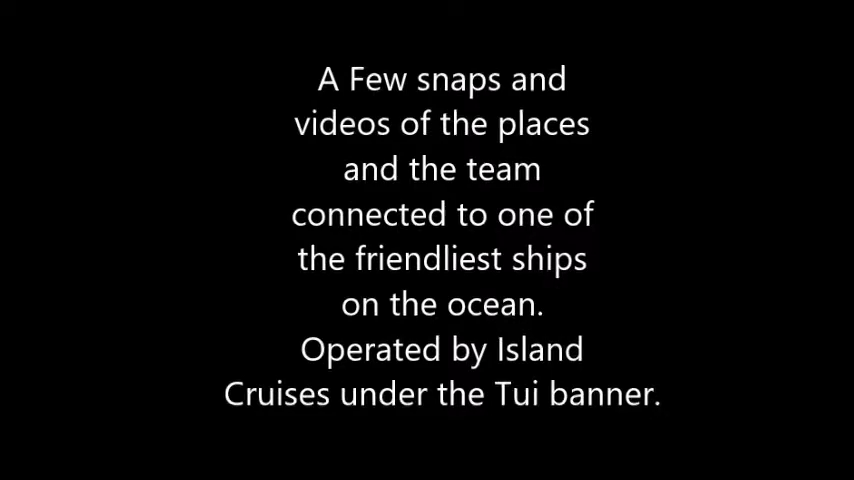 A Few snaps and
videos of the places
and the team
connected to one of
the friendliest ships
on the ocean.
Operated by Island
Cruises under the Tui banner.